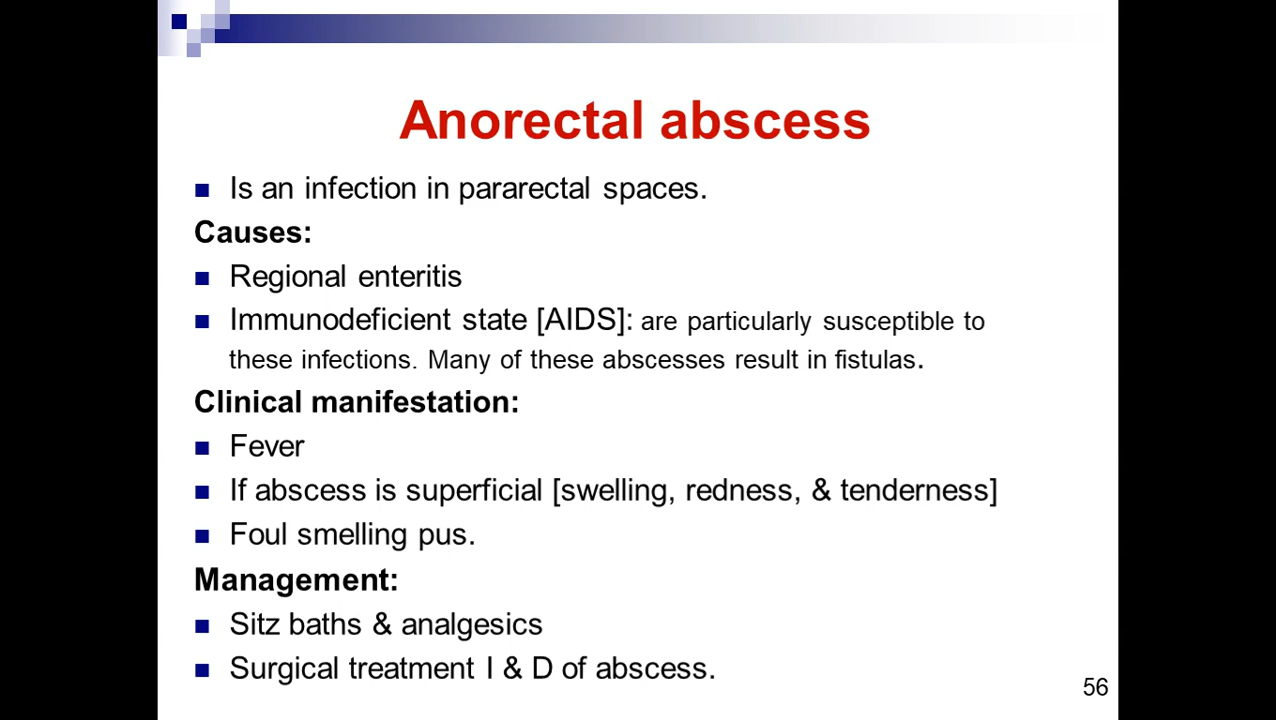 Anorectal abscess
Is an infection in pararectal spaces.
Causes:
Regional enteritis
Immunodeficient state [AIDS]: are particularly susceptible to
these infections. Many of these abscesses result in fistulas.
Clinical manifestation:
Fever
If abscess is superficial [swelling, redness, & tenderness]
Foul smelling pus.
Management:
Sitz baths & analgesics
Surgical treatment I & D of abscess.
56